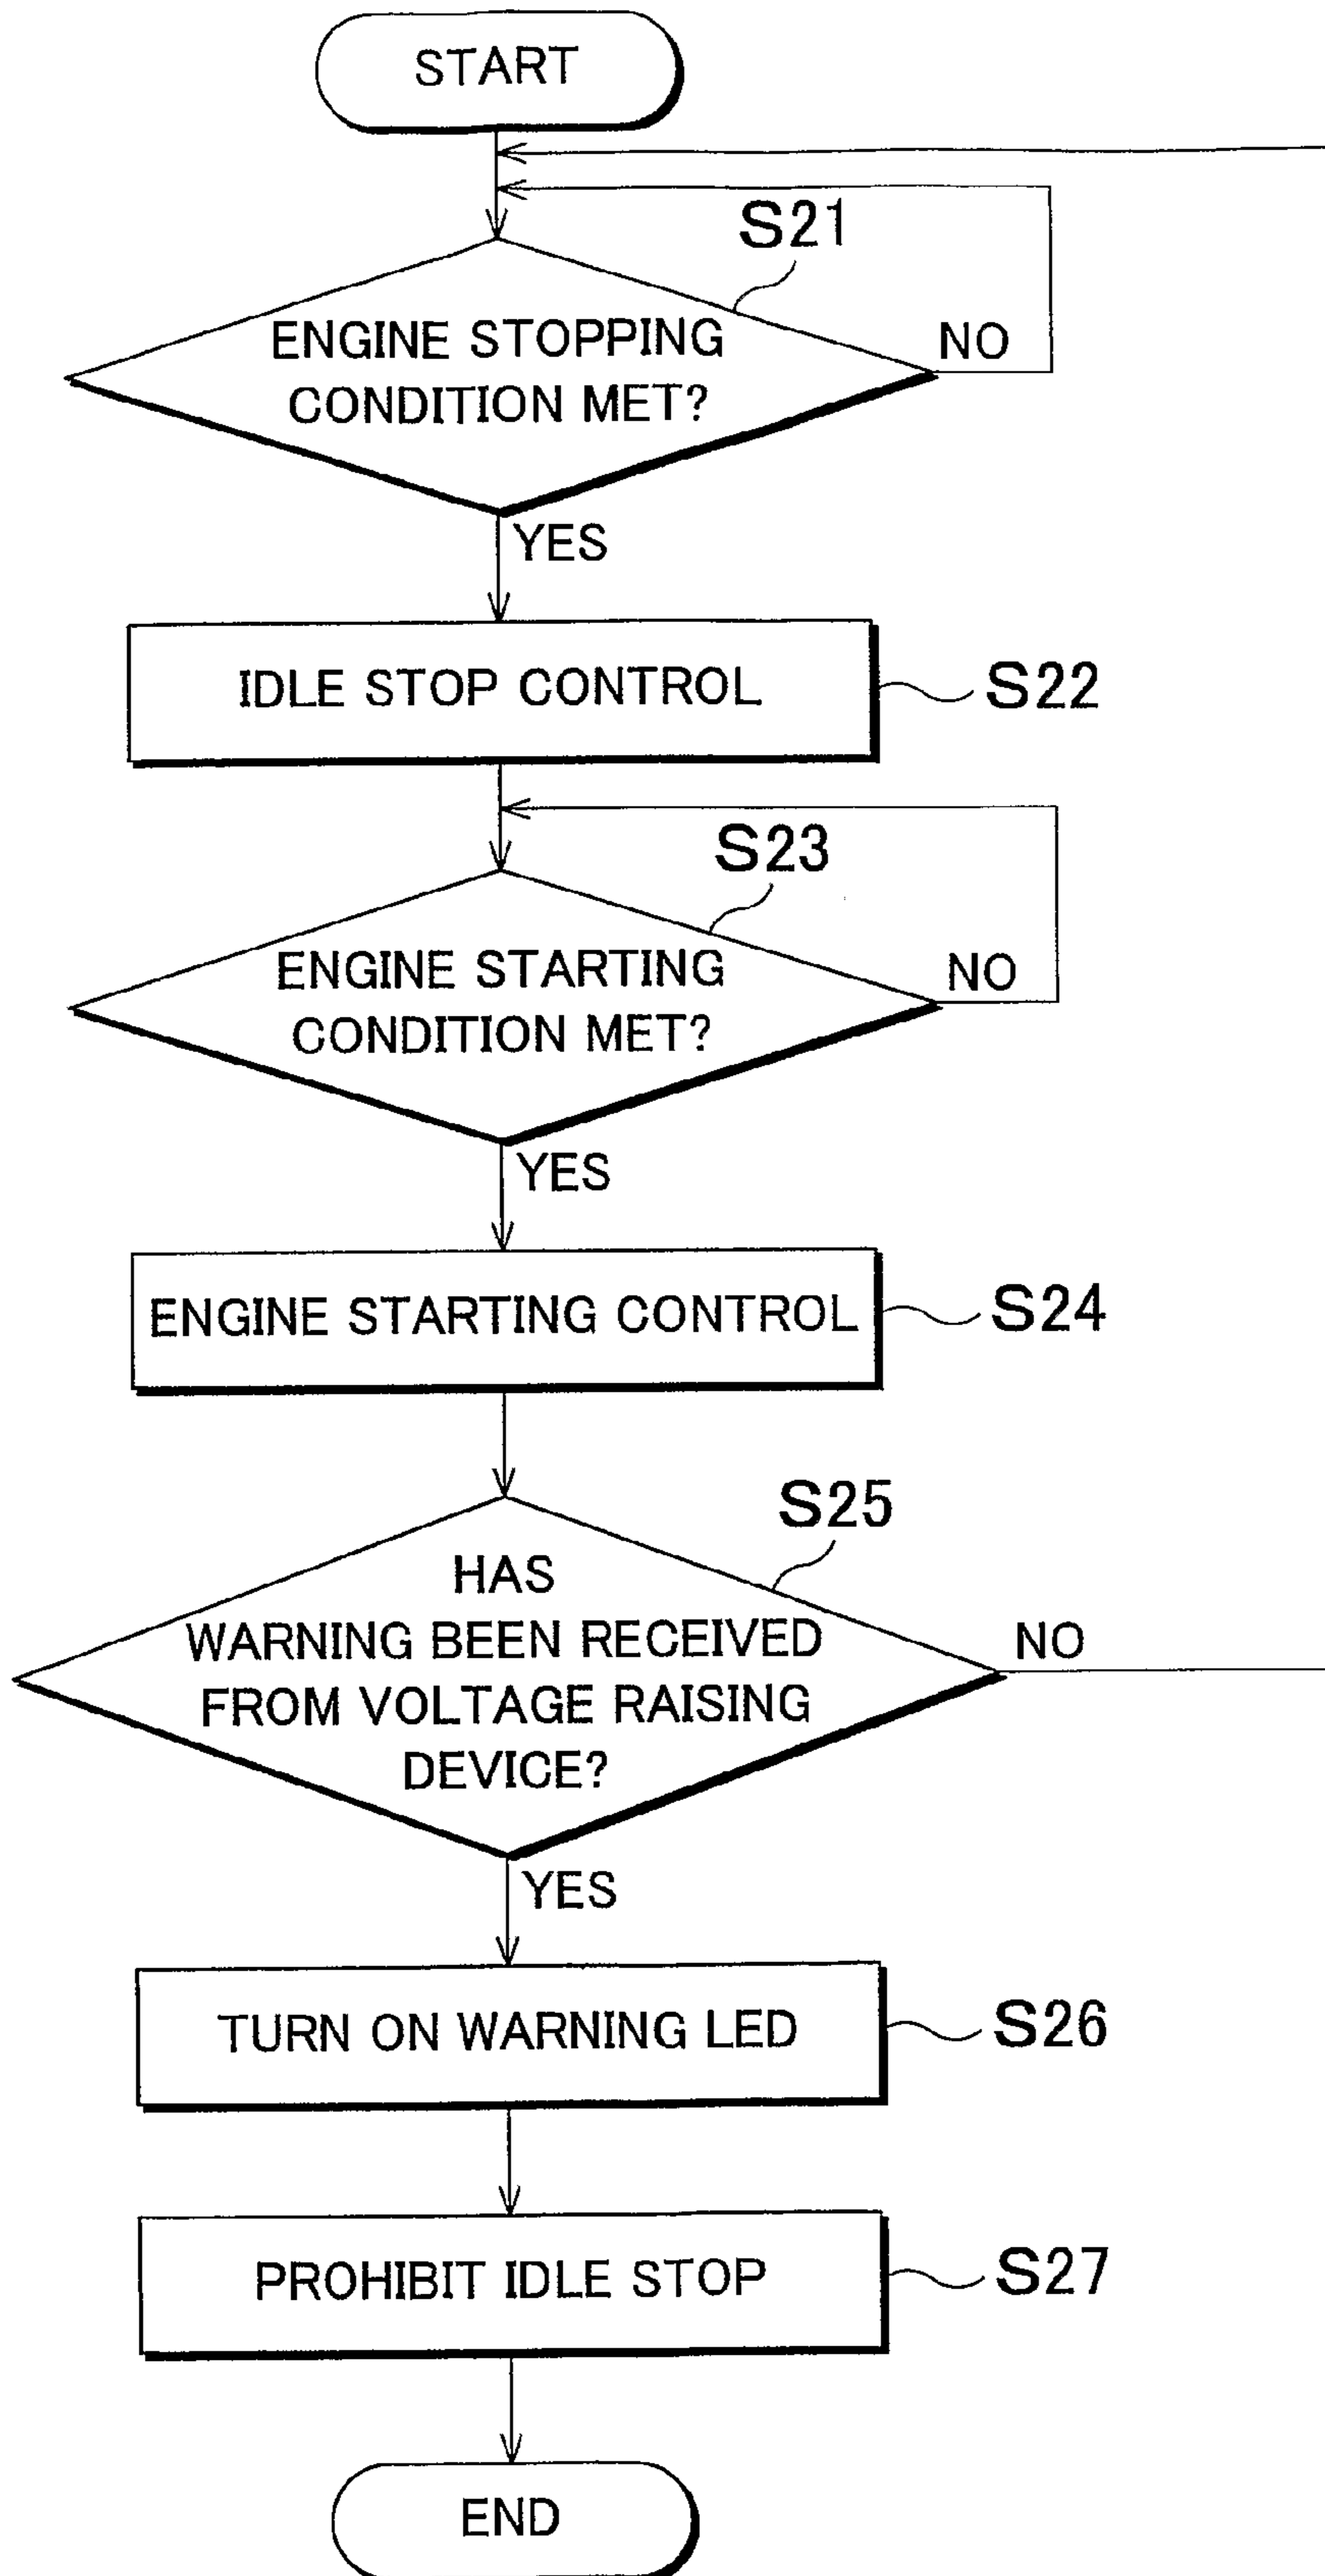 START
S21
ENGINE STOPPING
CONDITION MET?
NO
YES
IDLE STOP CONTROL
S22
S23
ENGINE STARTING
CONDITION MET?
NO
YES
ENGINE STARTING CONTROL
S24
S25
HAS
WARNING BEEN RECEIVED
FROM VOLTAGE RAISING
DEVICE?
NO
YES
TURN ON WARNING LED
S26
PROHIBIT IDLE STOP
S27
END